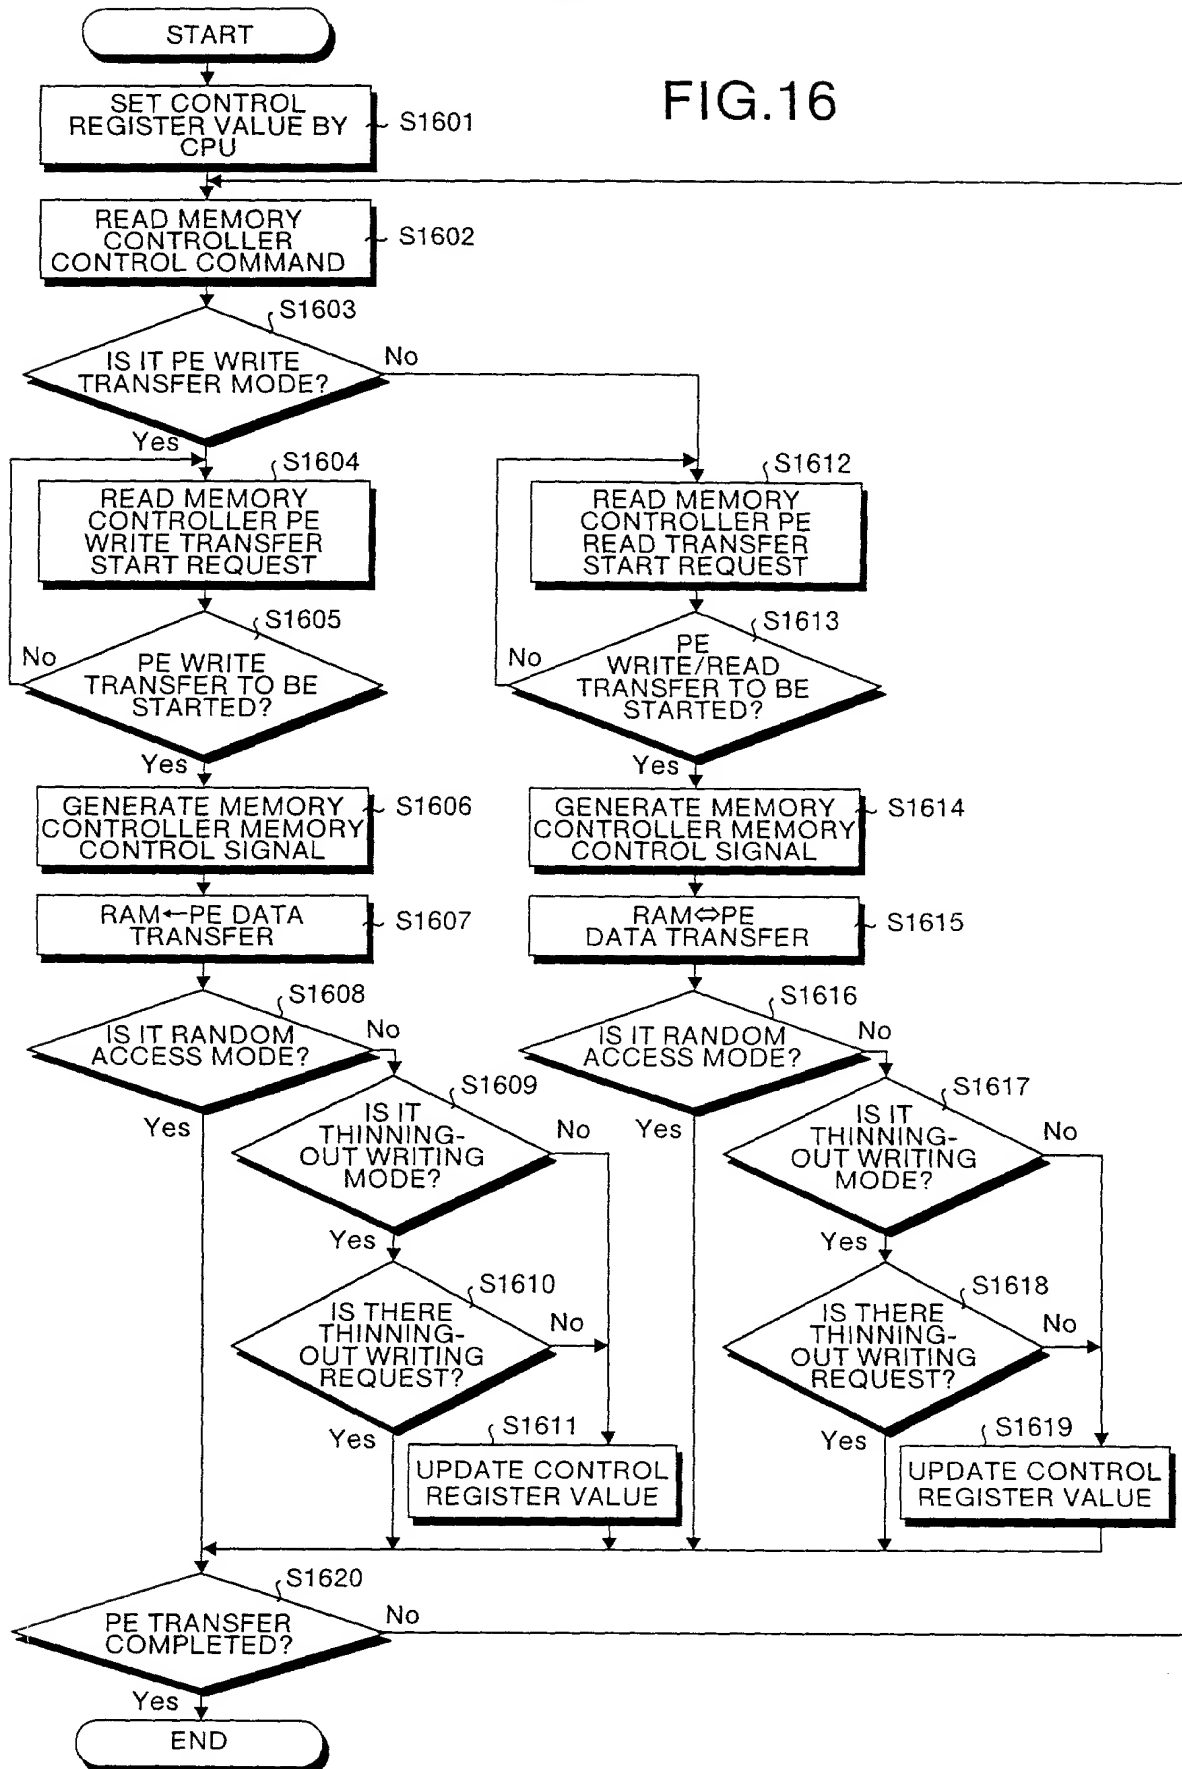 START
FIG.16
SET CONTROL
REGISTER VALUE BY
CPU
S1601
READ MEMORY
CONTROLLER
CONTROL COMMAND
S1602
S1603
IS IT PE WRITE
TRANSFER MODE?
No
Yes
S1604
READ MEMORY
CONTROLLER PE
WRITE TRANSFER
START REQUEST
S1605
No
PE WRITE
TRANSFER TO BE
STARTED?
Yes
GENERATE MEMORY
CONTROLLER MEMORY
CONTROL SIGNAL
S1606
RAM←PE DATA
TRANSFER
S1607
S1608
IS IT RANDOM
ACCESS MODE?
No
Yes
S1609
IS IT
THINNING-
OUT WRITING
MODE?
No
Yes
S1610
IS THERE
THINNING-
OUT WRITING
REQUEST?
No
Yes
S1611
UPDATE CONTROL
REGISTER VALUE
S1612
READ MEMORY
CONTROLLER PE
READ TRANSFER
START REQUEST
S1613
No
PE
WRITE/READ
TRANSFER TO BE
STARTED?
Yes
GENERATE MEMORY
CONTROLLER MEMORY
CONTROL SIGNAL
S1614
RAM⇔PE
DATA TRANSFER
S1615
S1616
IS IT RANDOM
ACCESS MODE?
No
Yes
S1617
IS IT
THINNING-
OUT WRITING
MODE?
No
Yes
S1618
IS THERE
THINNING-
OUT WRITING
REQUEST?
No
Yes
S1619
UPDATE CONTROL
REGISTER VALUE
S1620
PE TRANSFER
COMPLETED?
No
Yes
END